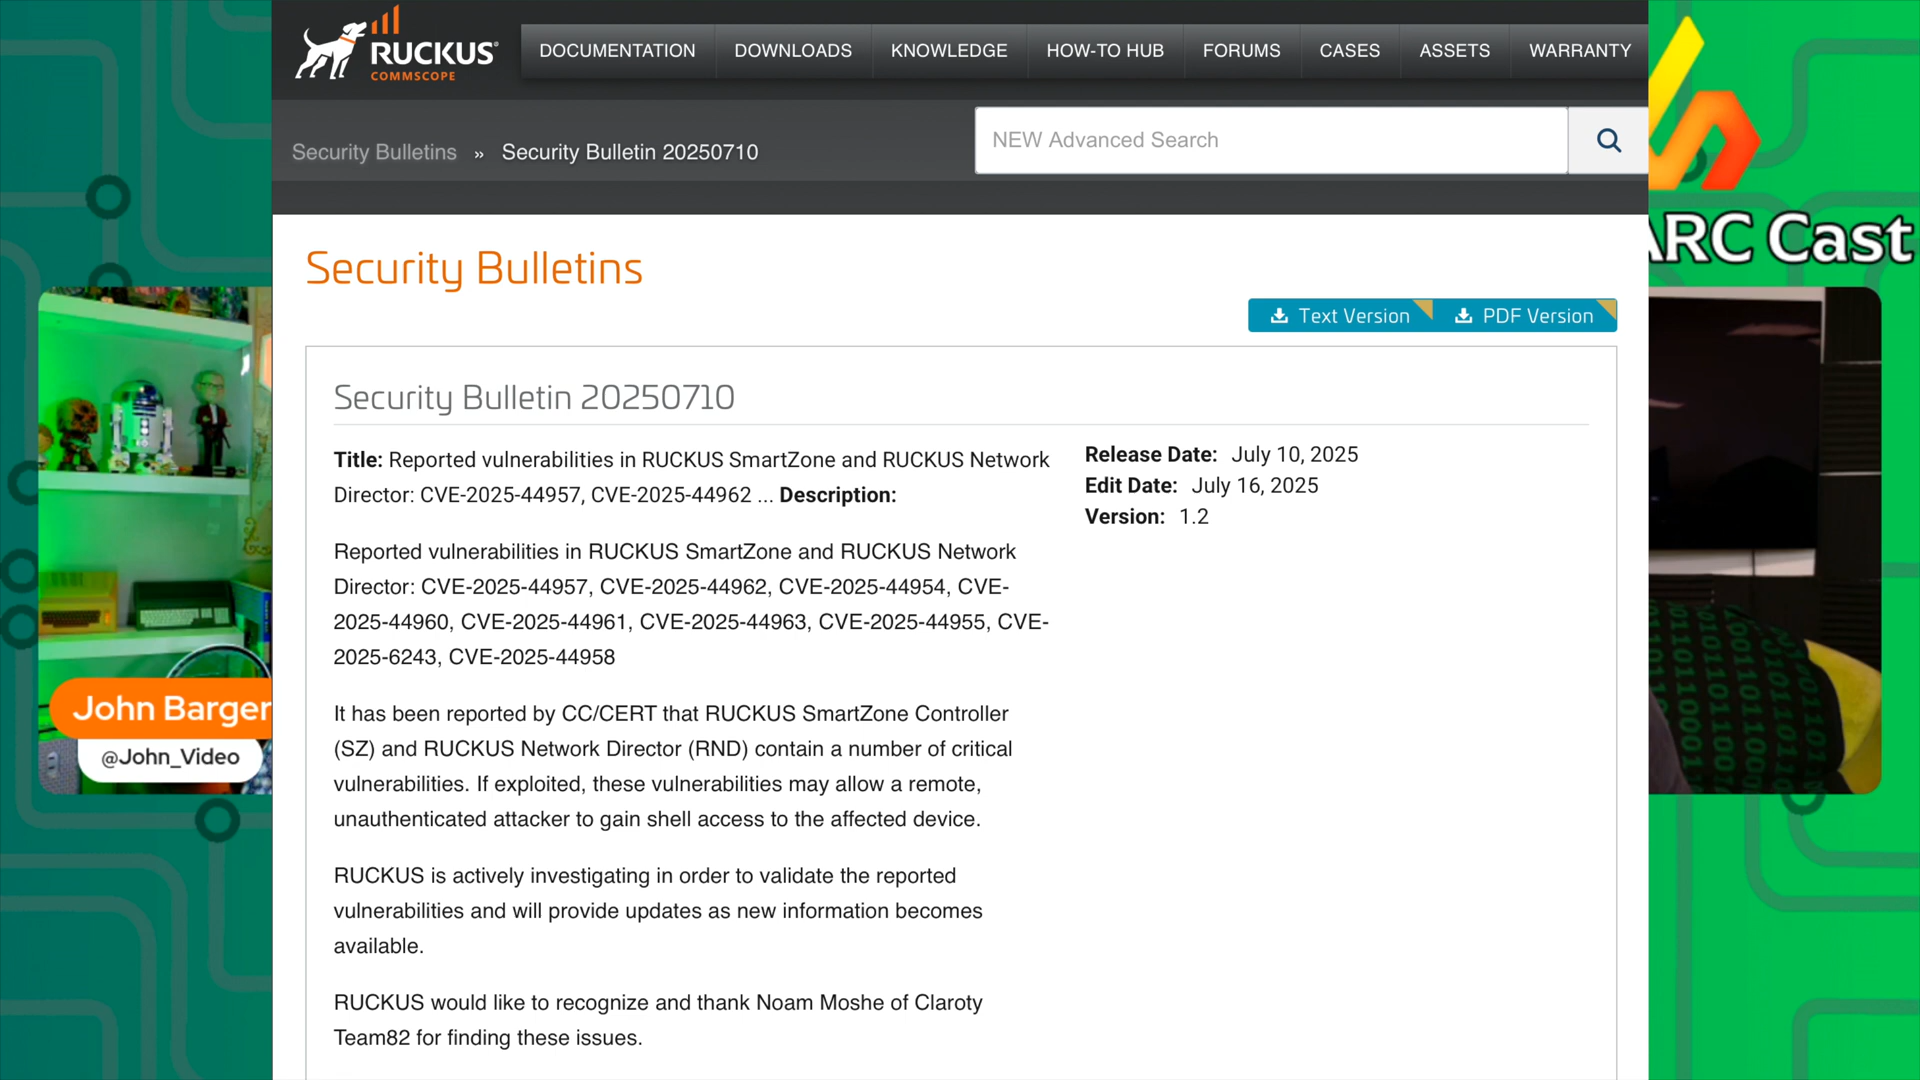 RUCKUS
COMMSCOPE
DOCUMENTATION DOWNLOADS KNOWLEDGE HOW-TO HUB FORUMS CASES ASSETS WARRANTY
Security Bulletins » Security Bulletin 20250710
NEW Advanced Search
ARC Cast
Security Bulletins
Text Version PDF Version
Security Bulletin 20250710
Title: Reported vulnerabilities in RUCKUS SmartZone and RUCKUS Network
Director: CVE-2025-44957, CVE-2025-44962 ... Description:
Release Date: July 10, 2025
Edit Date: July 16, 2025
Version: 1.2
Reported vulnerabilities in RUCKUS SmartZone and RUCKUS Network
Director: CVE-2025-44957, CVE-2025-44962, CVE-2025-44954, CVE-
2025-44960, CVE-2025-44961, CVE-2025-44963, CVE-2025-44955, CVE-
2025-6243, CVE-2025-44958
It has been reported by CC/CERT that RUCKUS SmartZone Controller
(SZ) and RUCKUS Network Director (RND) contain a number of critical
vulnerabilities. If exploited, these vulnerabilities may allow a remote,
unauthenticated attacker to gain shell access to the affected device.
RUCKUS is actively investigating in order to validate the reported
vulnerabilities and will provide updates as new information becomes
available.
RUCKUS would like to recognize and thank Noam Moshe of Claroty
Team82 for finding these issues.
John Barger
@John_Video